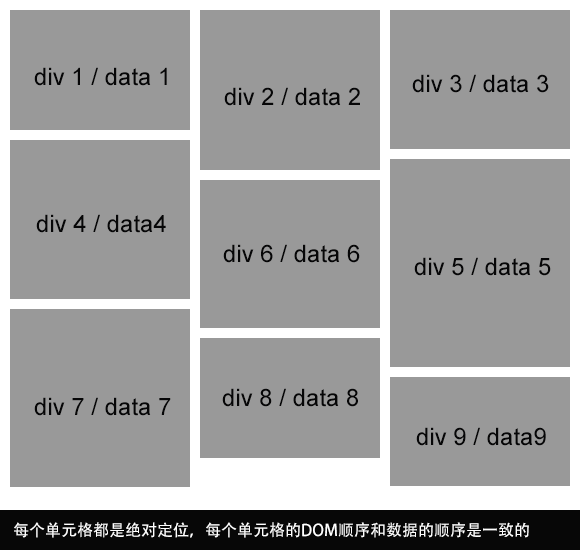 div 1 / data 1
div 2 / data 2
div 3 / data 3
div 4 / data4
div 6 / data 6
div 5 / data 5
div 7 / data 7
div 8 / data 8
div 9 / data9
每个单元格都是绝对定位，每个单元格的DOM顺序和数据的顺序是一致的